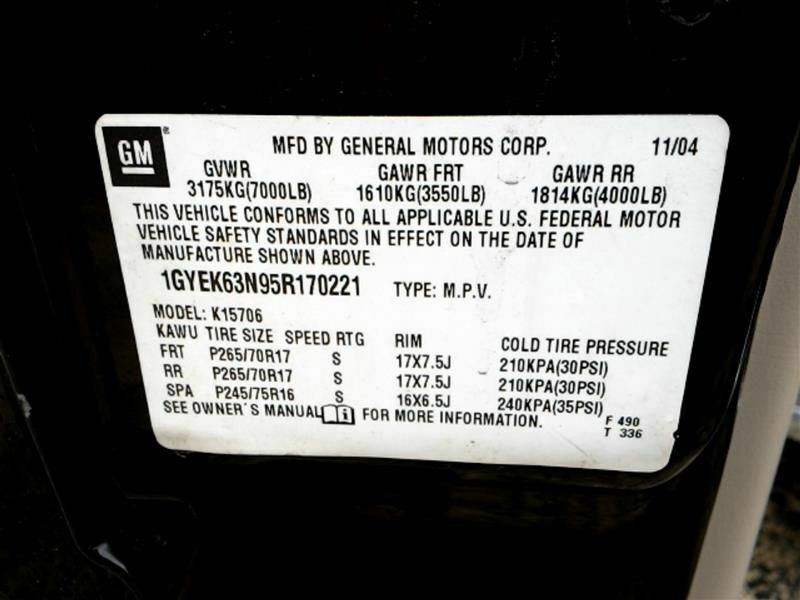 GM
MFD BY GENERAL MOTORS CORP. 11/04
GVWR GAWR FRT GAWR RR
3175KG(7000LB) 1610KG(3550LB) 1814KG(4000LB)
THIS VEHICLE CONFORMS TO ALL APPLICABLE U.S. FEDERAL MOTOR
VEHICLE SAFETY STANDARDS IN EFFECT ON THE DATE OF
MANUFACTURE SHOWN ABOVE.
1GYEK63N95R170221 TYPE: M.P.V.
MODEL: K15706
KAWU TIRE SIZE SPEED RTG RIM COLD TIRE PRESSURE
FRT P265/70R17 S 17X7.5J 210KPA(30PSI)
RR P265/70R17 S 17X7.5J 210KPA(30PSI)
SPA P245/75R16 S 16X6.5J 240KPA(35PSI)
SEE OWNER'S MANUAL i FOR MORE INFORMATION.
F 490
T 336